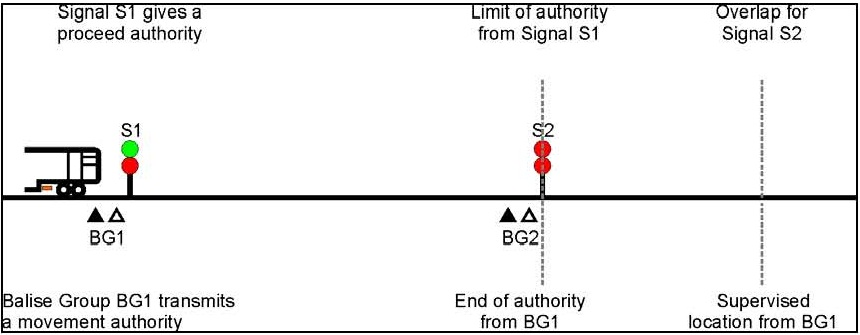 Signal S1 gives a
proceed authority
Limit of authority
from Signal S1
Overlap for
Signal S2
S1
S2
BG1
BG2
Balise Group BG1 transmits
a movement authority
End of authority
from BG1
Supervised
location from BG1